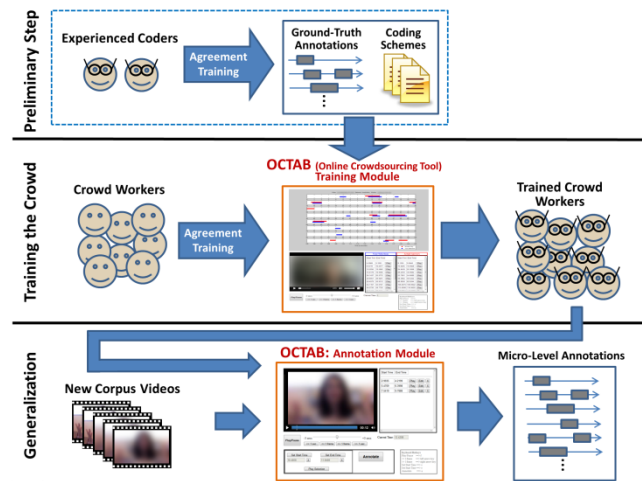 Preliminary Step
Experienced Coders
Agreement
Training
Ground-Truth
Annotations
Coding
Schemes
Training the Crowd
Crowd Workers
Agreement
Training
OCTAB (Online Crowdsourcing Tool)
Training Module
Trained Crowd
Workers
Generalization
New Corpus Videos
OCTAB: Annotation Module
Annotate
Micro-Level Annotations